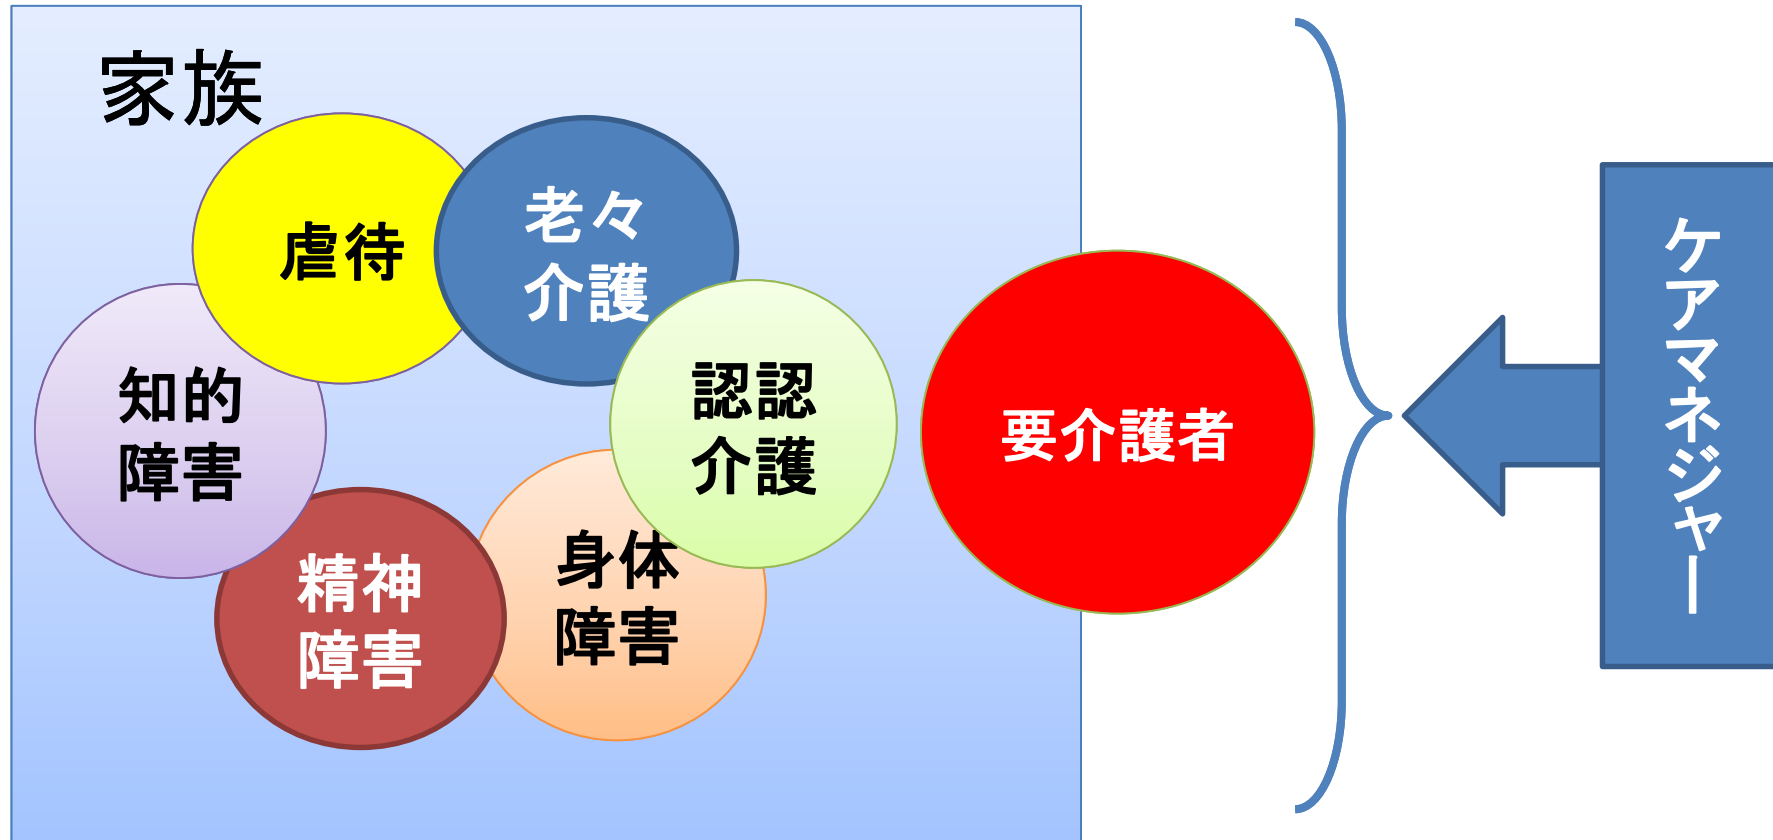 家族
虐待
老々
介護
知的
障害
認認
介護
精神
障害
身体
障害
要介護者
ケアマネジャー